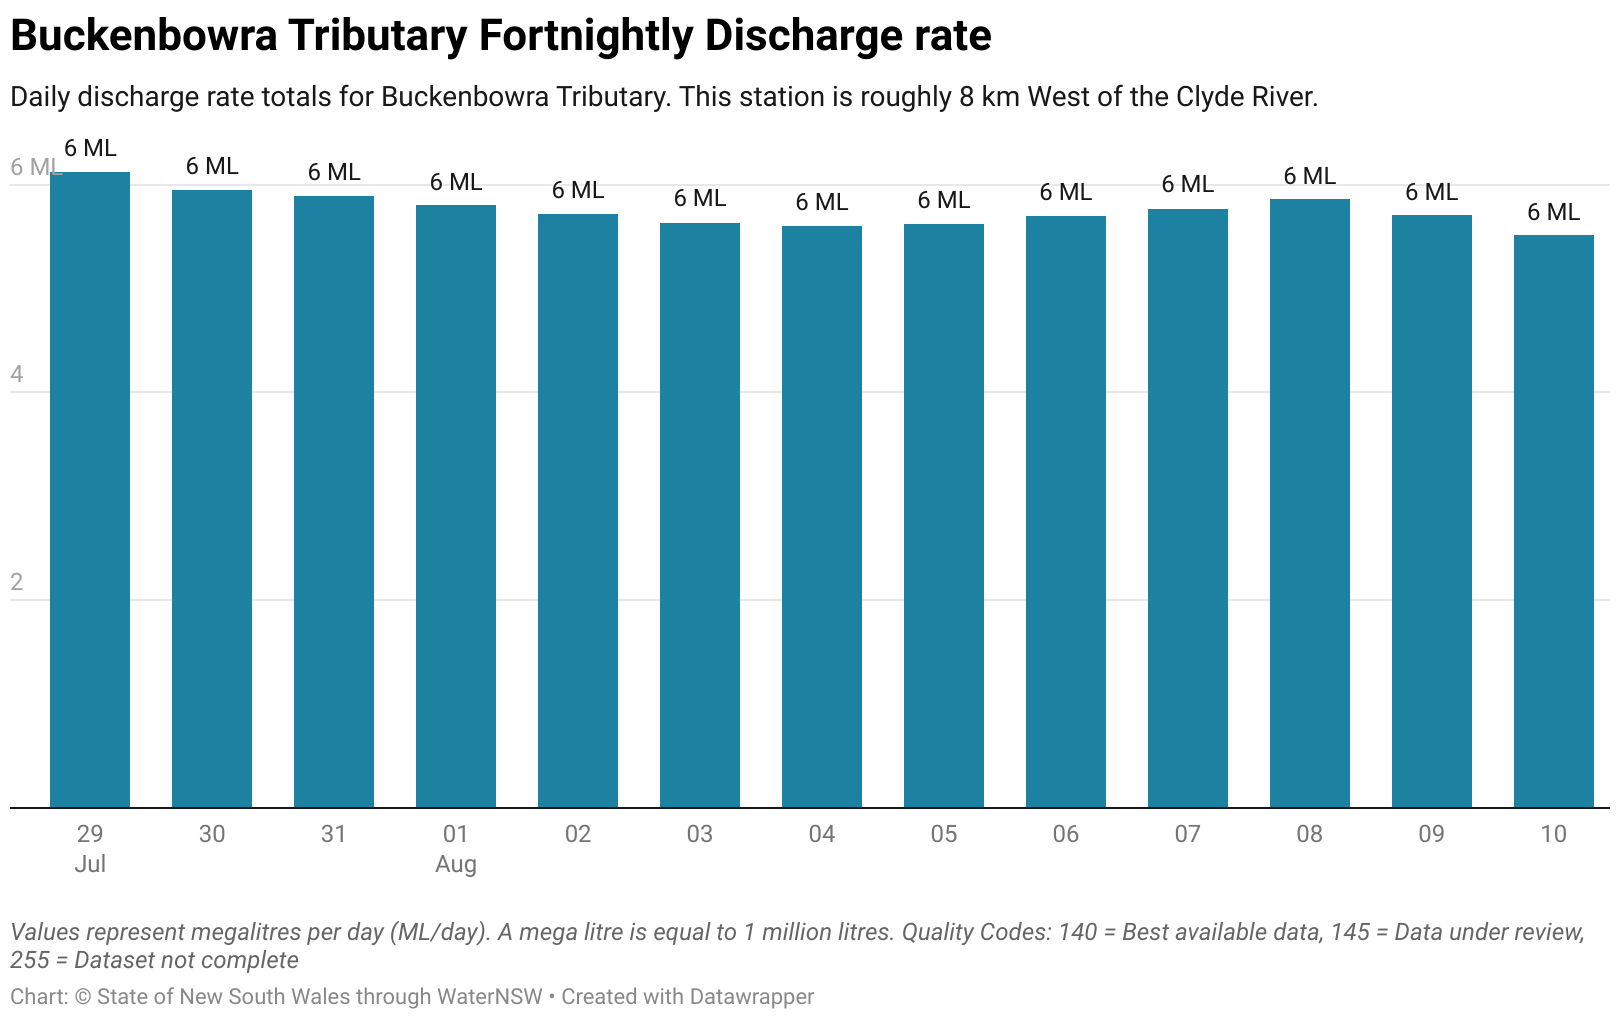 Buckenbowra Tributary Fortnightly Discharge rate
Daily discharge rate totals for Buckenbowra Tributary. This station is roughly 8 km West of the Clyde River.
6 ML
6 ML
6 ML
6 ML
6 ML
6 ML
6 ML
6 ML
6 ML
6 ML
6 ML
6 ML
6 ML
6 ML
4
2
29 30 31 01 02 03 04 05 06 07 08 09 10
Jul Aug
Values represent megalitres per day (ML/day). A mega litre is equal to 1 million litres. Quality Codes: 140 = Best available data, 145 = Data under review,
255 = Dataset not complete
Chart: © State of New South Wales through WaterNSW • Created with Datawrapper